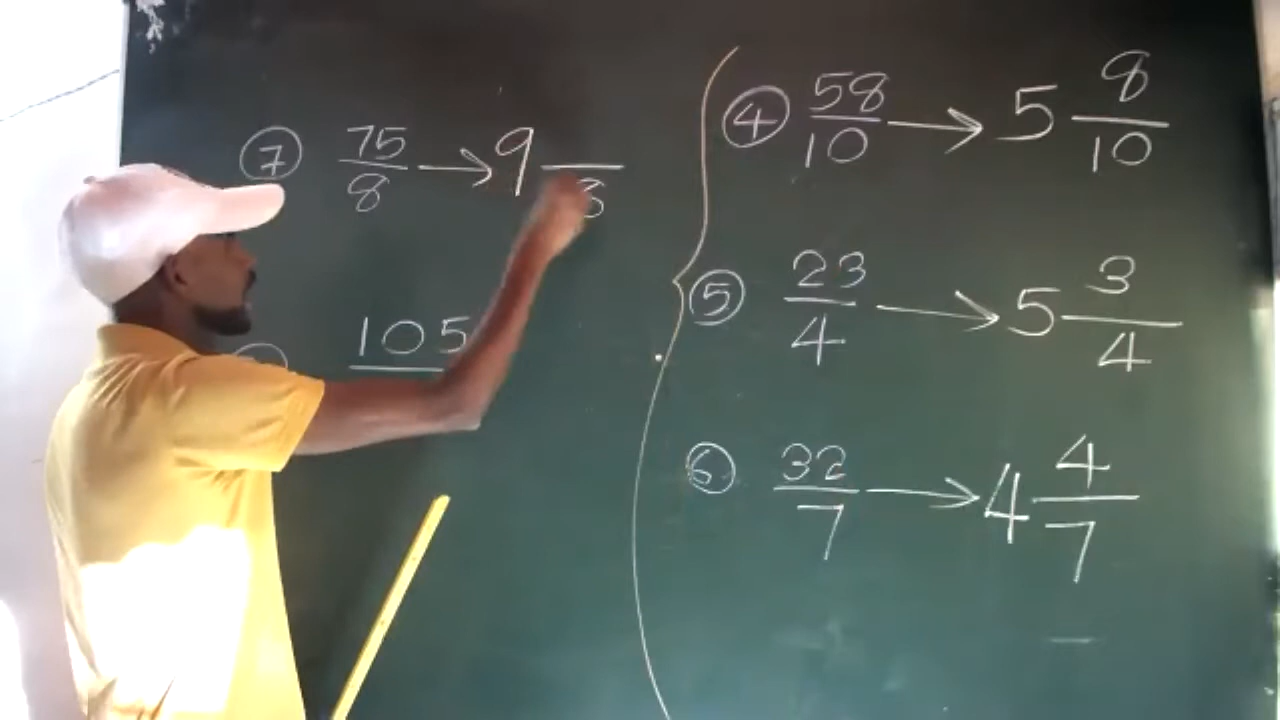 ⑦ 75/8 → 9 /8
105
④ 58/10 → 5 8/10
⑤ 23/4 → 5 3/4
⑥ 32/7 → 4 4/7